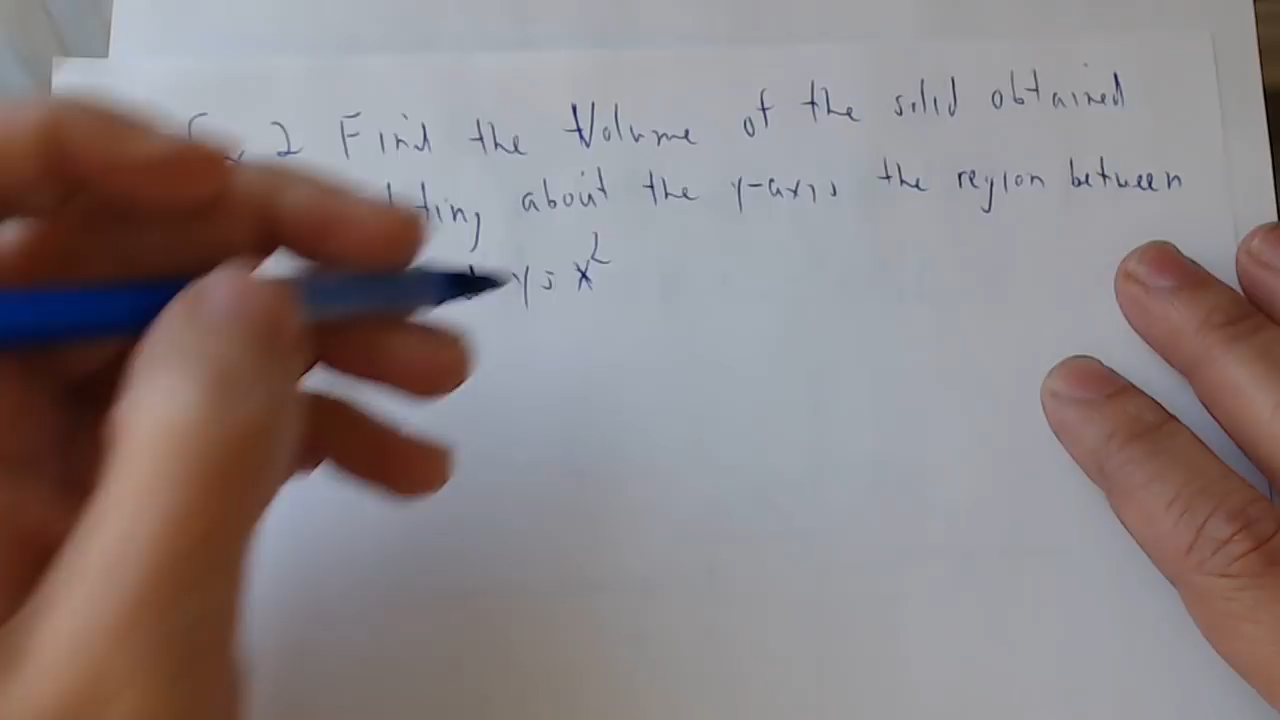 2 Find the Volume of the solid obtained
about the y-axis the region between
y = x²